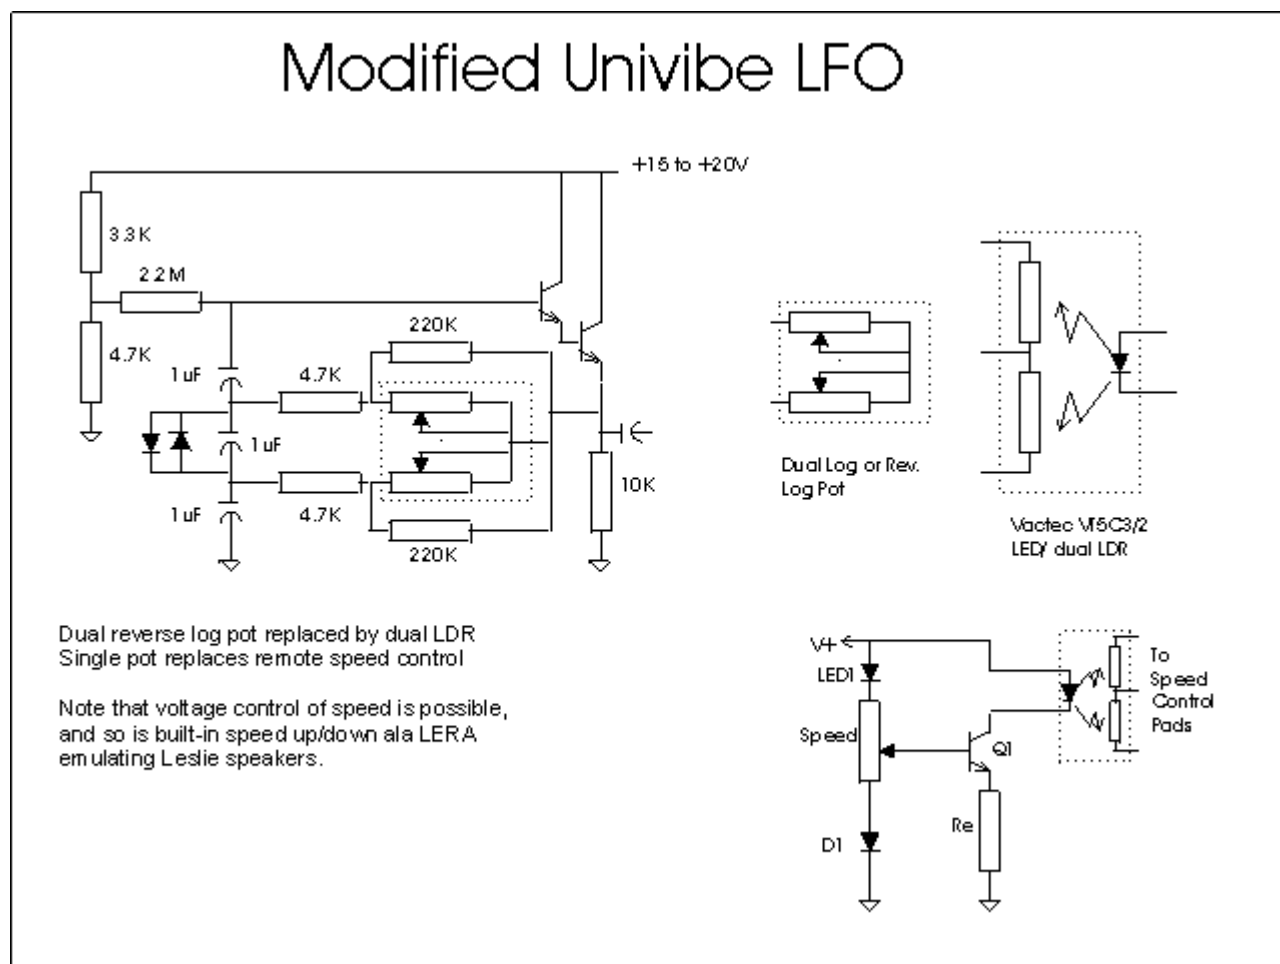 Modified Univibe LFO
+15 to +20V
3.3K
2.2M
4.7K
220K
1uF
4.7K
1uF
1uF
4.7K
220K
10K
Dual Log or Rev.
Log Pot
Vactec VT5C3/2
LED/ dual LDR
Dual reverse log pot replaced by dual LDR
Single pot replaces remote speed control
Note that voltage control of speed is possible,
and so is built-in speed up/down ala LERA
emulating Leslie speakers.
V+
LED1
Speed
Q1
Re
D1
To
Speed
Control
Pads